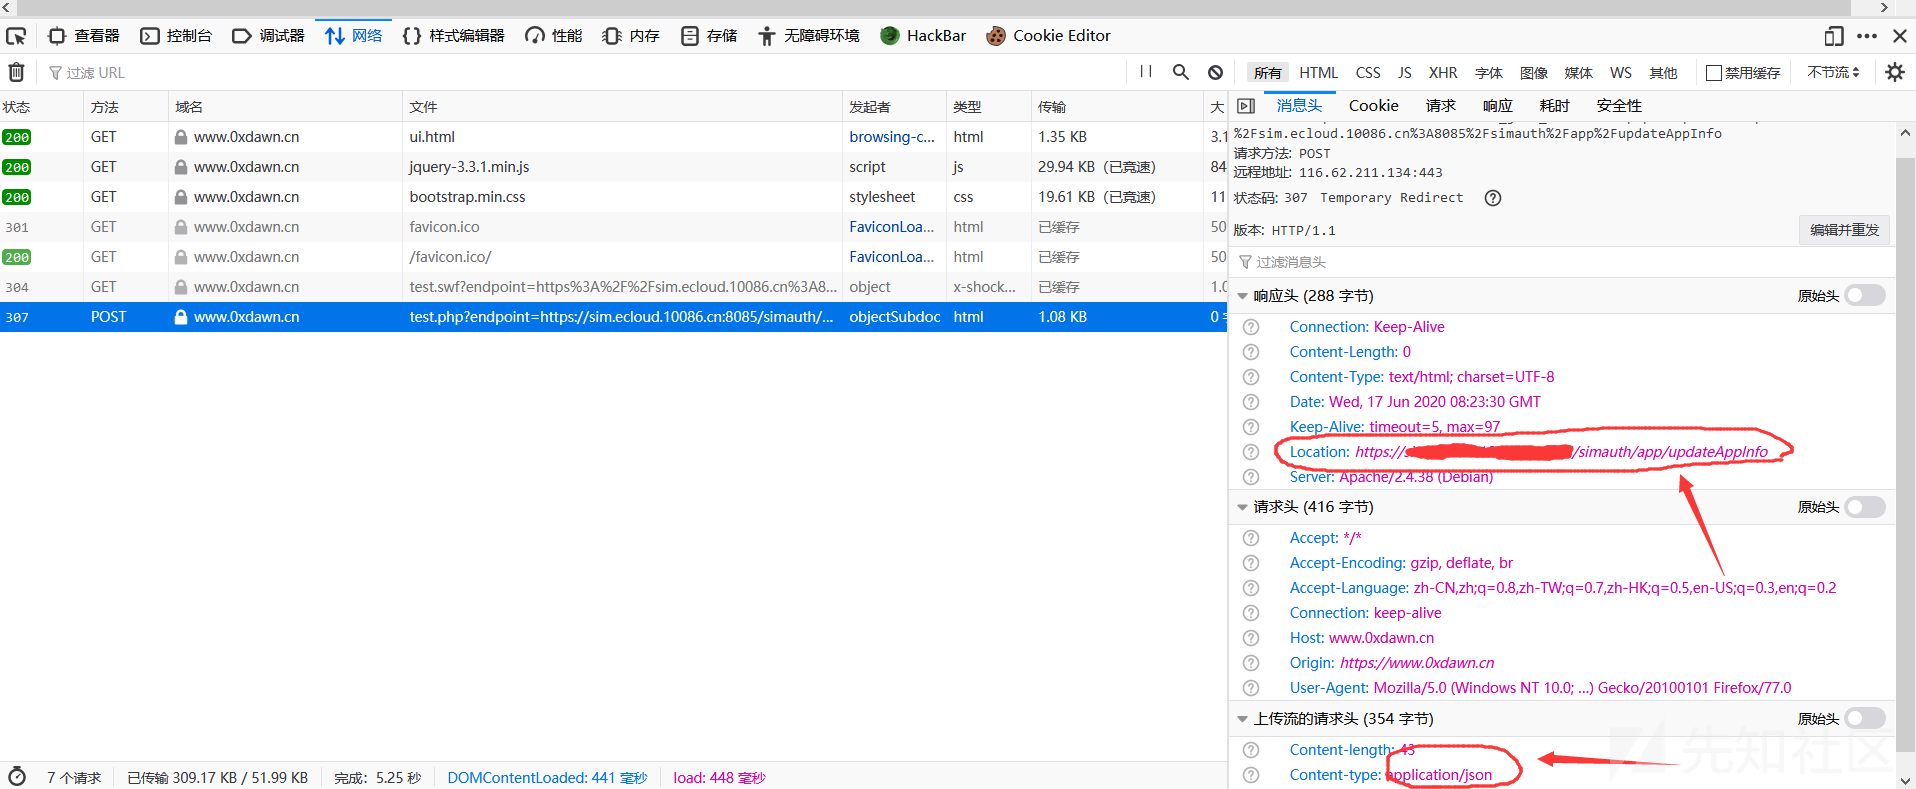 查看器 控制台 调试器 网络 {} 样式编辑器 性能 内存 存储 无障碍环境 HackBar Cookie Editor
过滤 URL
所有 HTML CSS JS XHR 字体 图像 媒体 WS 其他 禁用缓存 不节流
状态 方法 域名 文件 发起者 类型 传输 大
200 GET www.0xdawn.cn ui.html browsing-c... html 1.35 KB 3.1
200 GET www.0xdawn.cn jquery-3.3.1.min.js script js 29.94 KB（已竞速） 84
200 GET www.0xdawn.cn bootstrap.min.css stylesheet css 19.61 KB（已竞速） 11
301 GET www.0xdawn.cn favicon.ico FaviconLoa... html 已缓存 50
200 GET www.0xdawn.cn /favicon.ico/ FaviconLoa... html 已缓存 50
304 GET www.0xdawn.cn test.swf?endpoint=https%3A%2F%2Fsim.ecloud.10086.cn%3A8... object x-shock... 已缓存 1.0
307 POST www.0xdawn.cn test.php?endpoint=https://sim.ecloud.10086.cn:8085/simauth/... objectSubdoc html 1.08 KB 0
7 个请求 已传输 309.17 KB / 51.99 KB 完成：5.25 秒 DOMContentLoaded: 441 毫秒 load: 448 毫秒
消息头 Cookie 请求 响应 耗时 安全性
%2Fsim.ecloud.10086.cn%3A8085%2Fsimauth%2Fapp%2FupdateAppInfo
请求方法: POST
远程地址: 116.62.211.134:443
状态码: 307 Temporary Redirect
版本: HTTP/1.1 编辑并重发
过滤消息头
响应头 (288 字节) 原始头
Connection: Keep-Alive
Content-Length: 0
Content-Type: text/html; charset=UTF-8
Date: Wed, 17 Jun 2020 08:23:30 GMT
Keep-Alive: timeout=5, max=97
Location: https://s /simauth/app/updateAppInfo
Server: Apache/2.4.38 (Debian)
请求头 (416 字节) 原始头
Accept: */*
Accept-Encoding: gzip, deflate, br
Accept-Language: zh-CN,zh;q=0.8,zh-TW;q=0.7,zh-HK;q=0.5,en-US;q=0.3,en;q=0.2
Connection: keep-alive
Host: www.0xdawn.cn
Origin: https://www.0xdawn.cn
User-Agent: Mozilla/5.0 (Windows NT 10.0; ...) Gecko/20100101 Firefox/77.0
上传流的请求头 (354 字节) 原始头
Content-length: 43
Content-type: application/json
先知社区